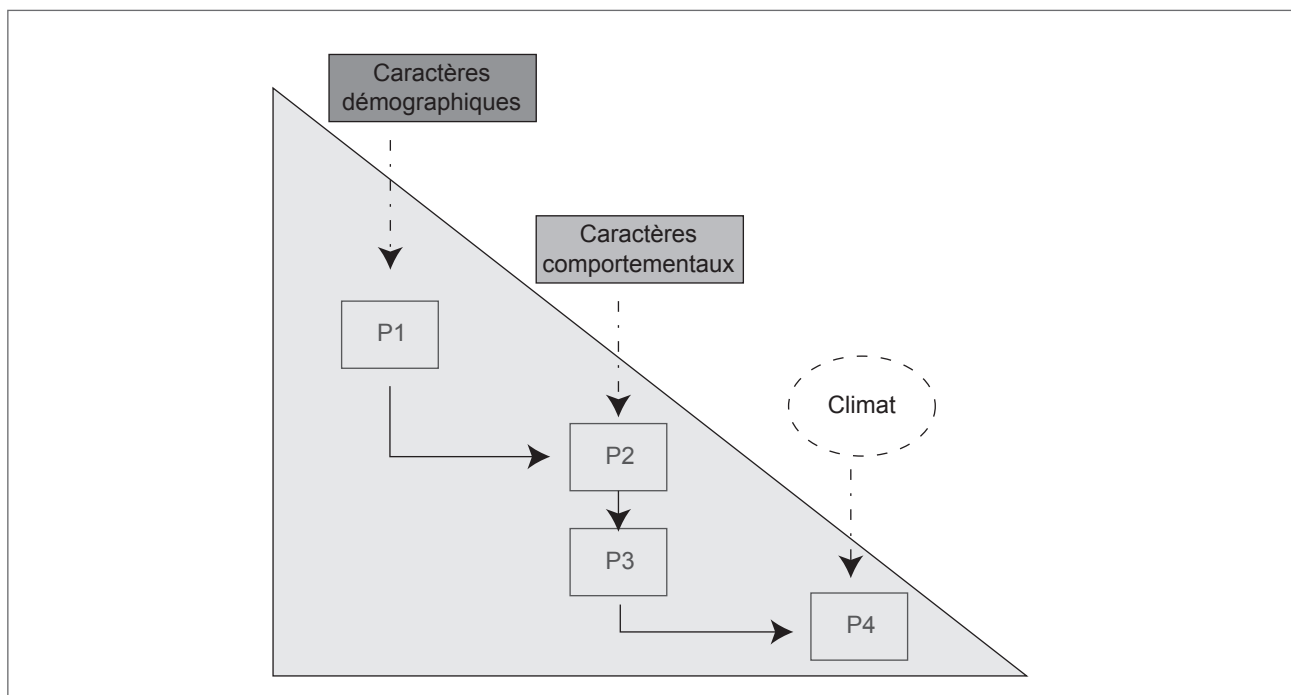 Caractères
démographiques
Caractères
comportementaux
P1
Climat
P2
P3
P4